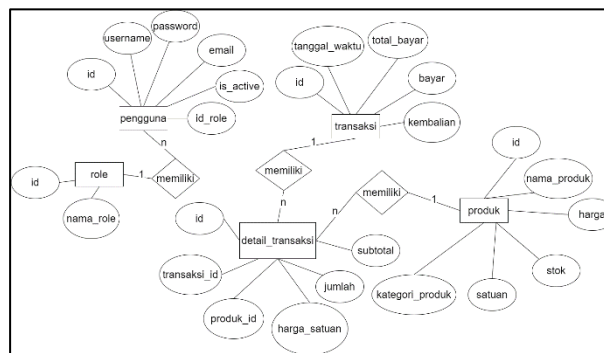 password
username
total_bayar
tanggal_waktu
email
id
id
bayar
is_active
pengguna
id_role
transaksi
kembalian
n
1
id
role
1
memiliki
memiliki
nama_produk
id
memiliki
n
1
harga
nama_role
id
n
produk
detail_transaksi
subtotal
stok
transaksi_id
jumlah
kategori_produk
satuan
produk_id
harga_satuan